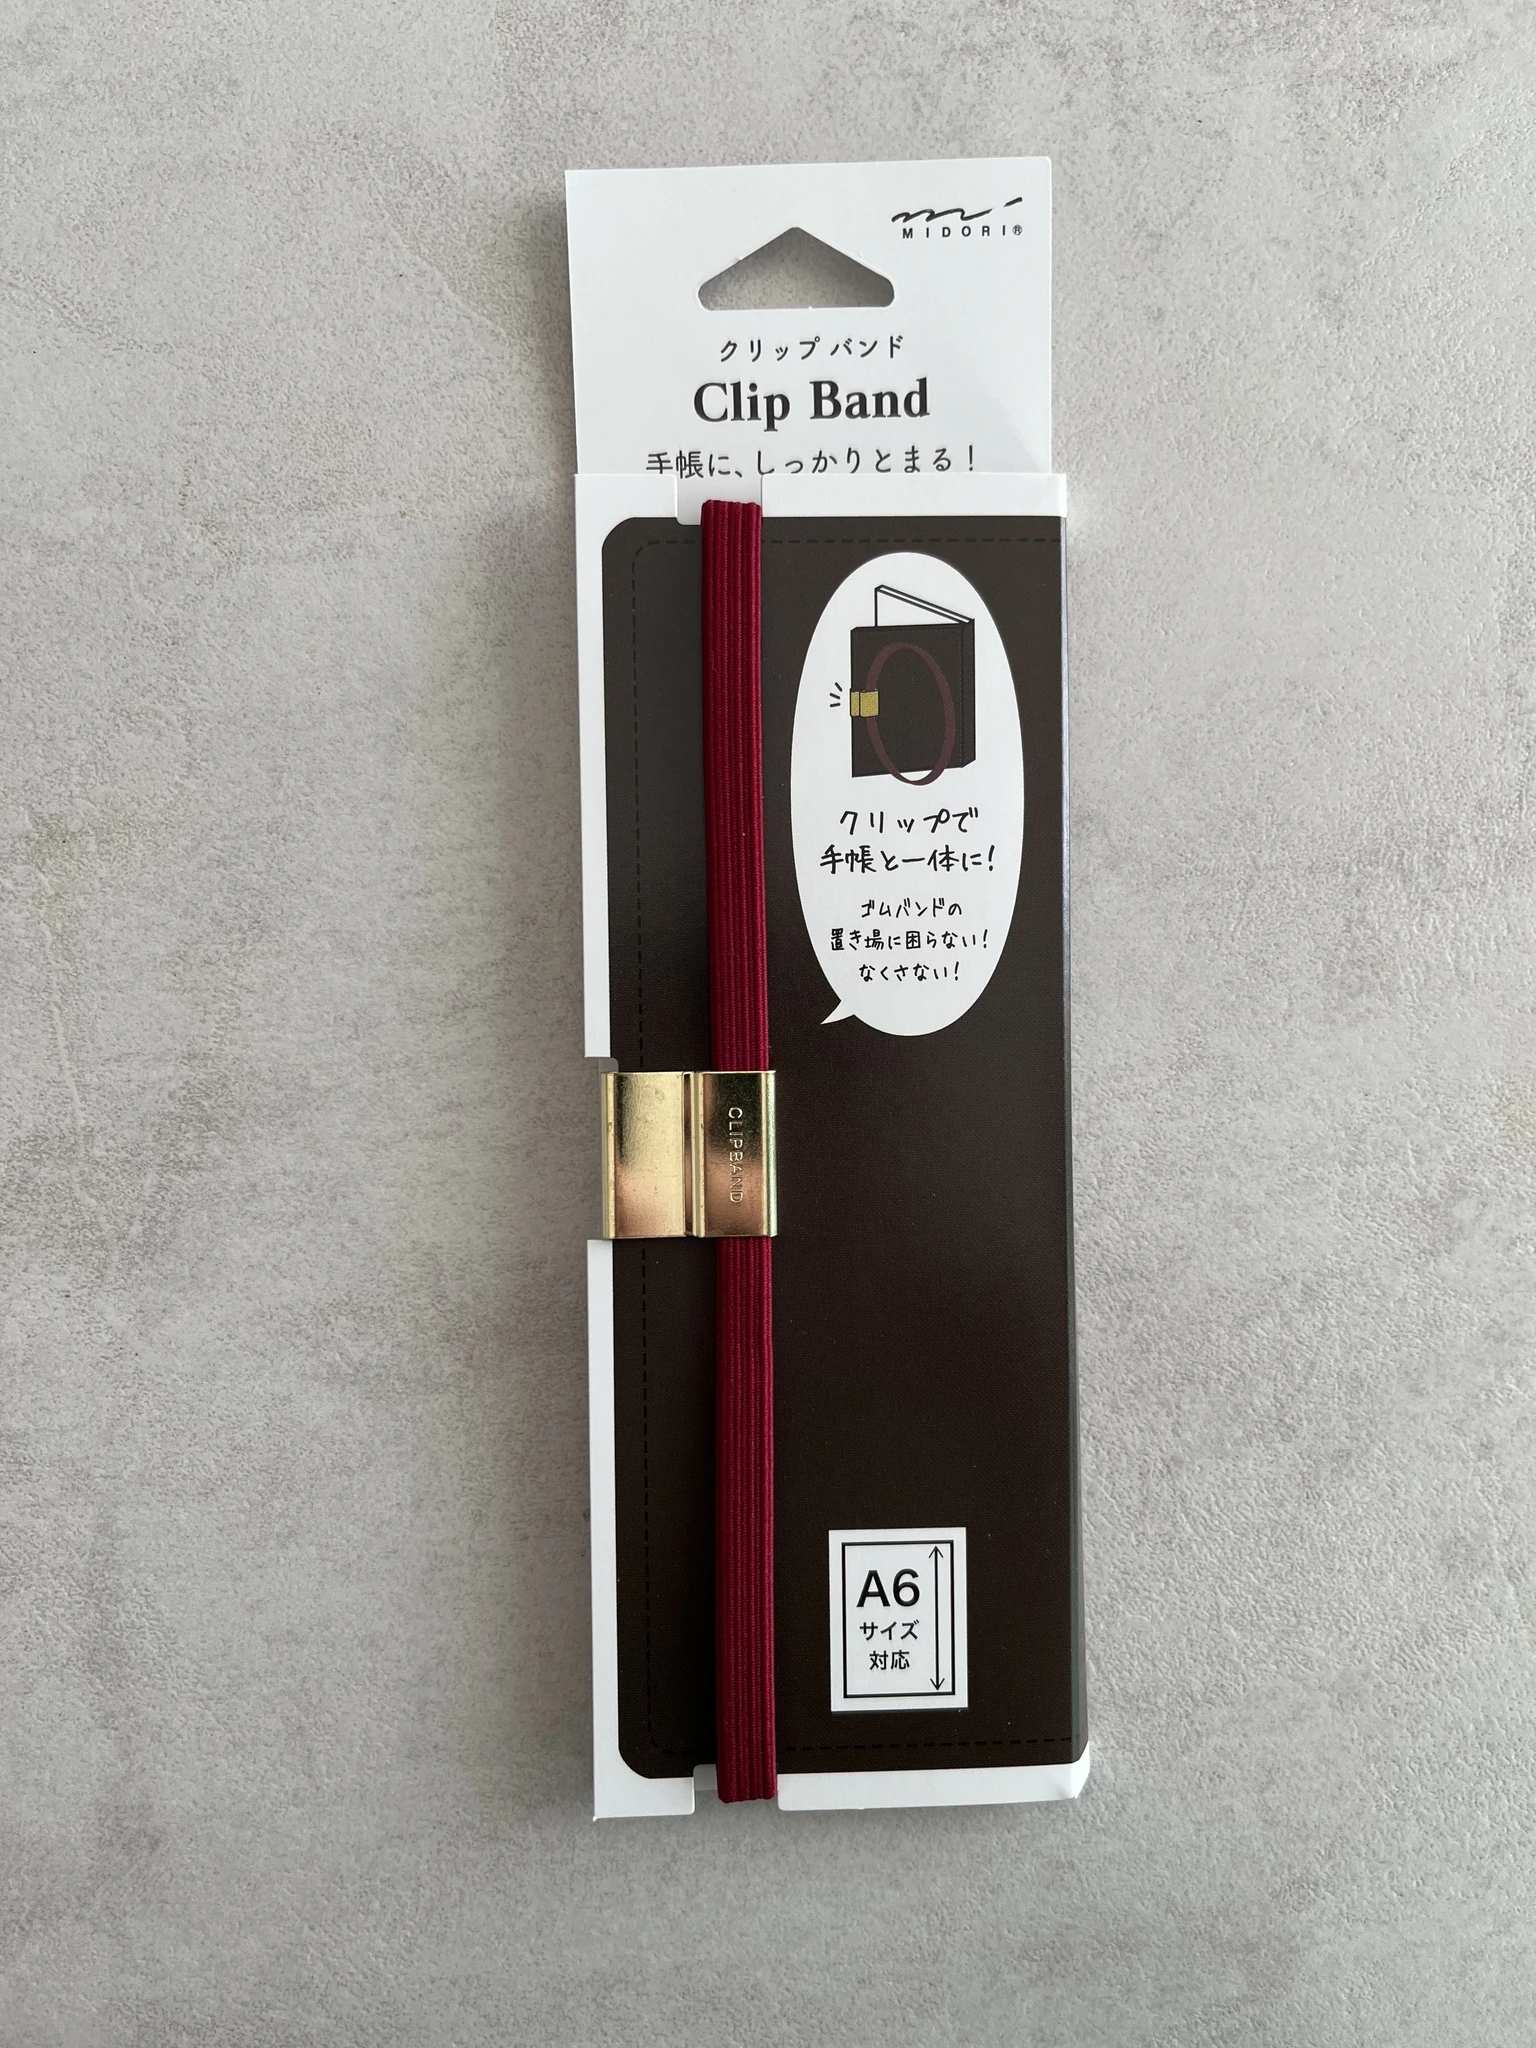 MIDORI®
クリップ バンド
Clip Band
手帳に、しっかりとまる！
クリップで
手帳と一体に！
ゴムバンドの
置き場に困らない！
なくさない！
CLIPBAND
A6
サイズ
対応